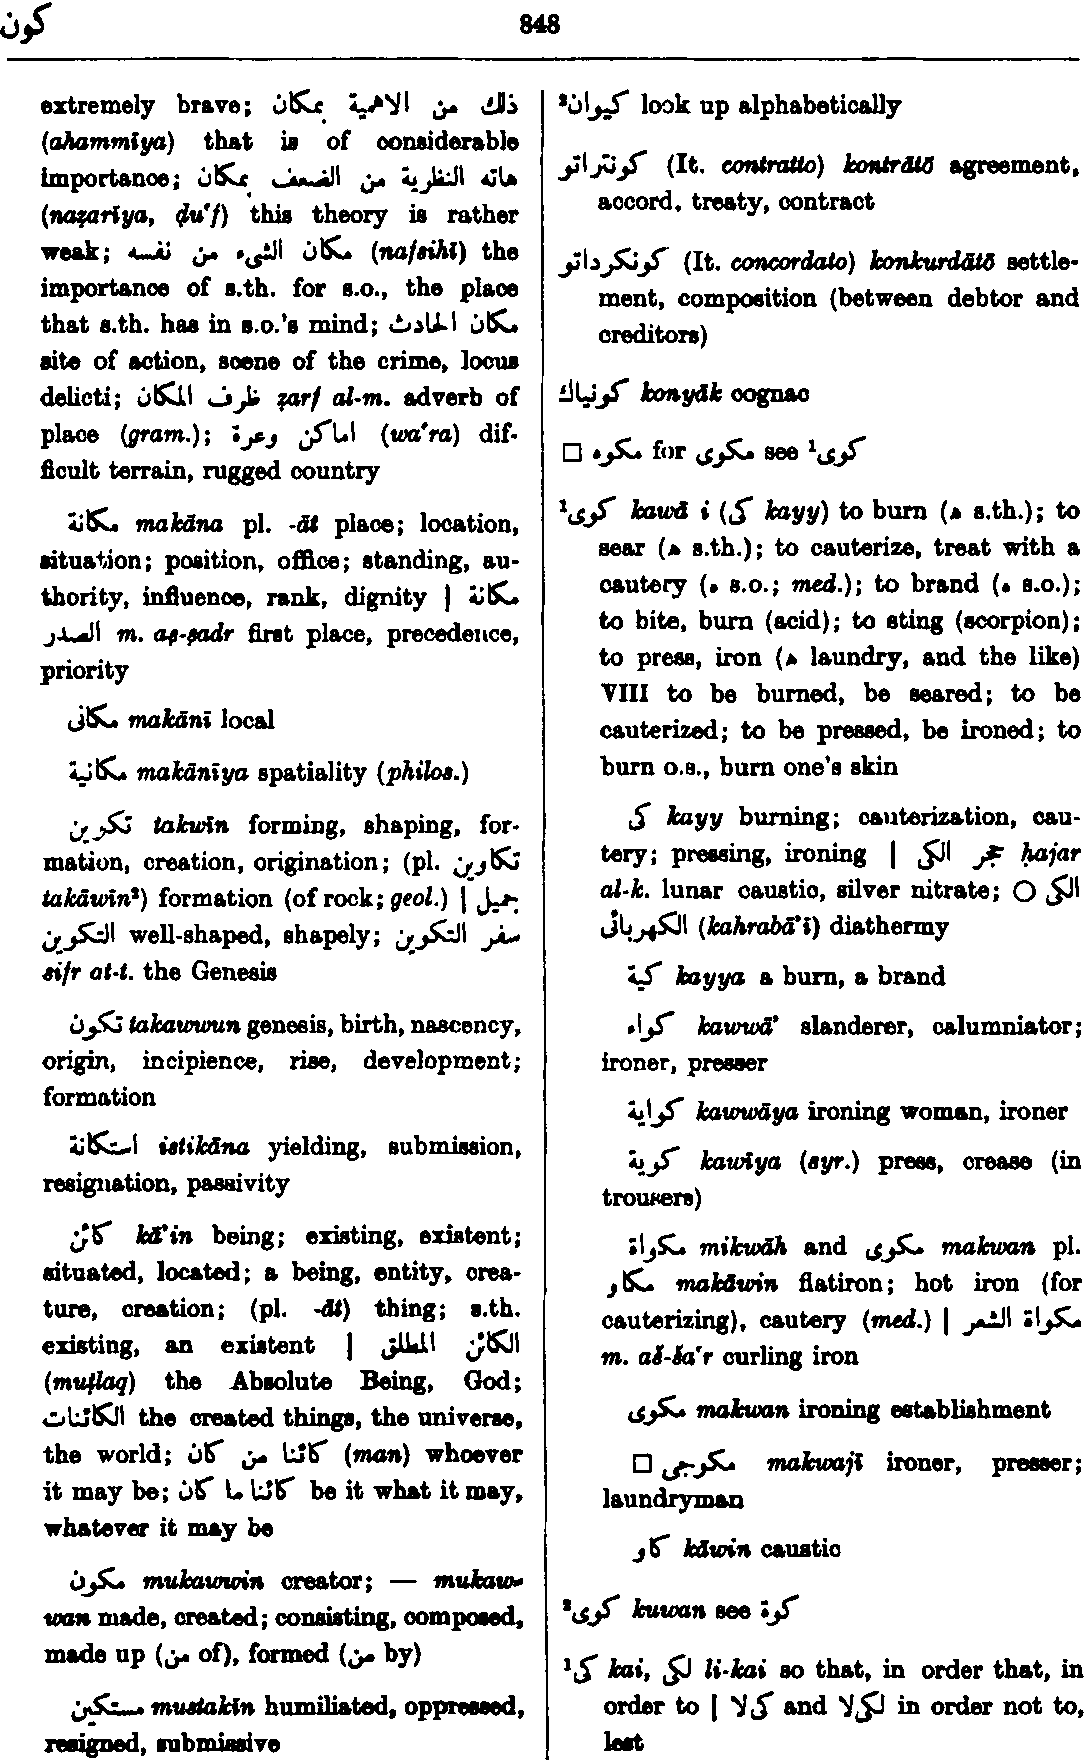 كون
848
extremely brave; ذلك من الاهمية بمكان
(ahammīya) that is of considerable
importance; هاته النظرية من الضعف بمكان
(naẓarīya, ḍu‘f) this theory is rather
weak; مكان الشىء من نفسه (nafsihī) the
importance of s.th. for s.o., the place
that s.th. has in s.o.'s mind; مكان الحادث
site of action, scene of the crime, locus
delicti; ظرف المكان ẓarf al-m. adverb of
place (gram.); اماكن وعرة (wa‘ra) dif-
ficult terrain, rugged country
مكانة makāna pl. -āt place; location,
situation; position, office; standing, au-
thority, influence, rank, dignity | مكانة
الصدر m. aṣ-ṣadr first place, precedence,
priority
مكانى makānī local
مكانية makānīya spatiality (philos.)
تكوين takwīn forming, shaping, for-
mation, creation, origination; (pl. تكاوين
takāwīn²) formation (of rock; geol.) | جميل
التكوين well-shaped, shapely; سفر التكوين
sifr at-t. the Genesis
تكون takawwun genesis, birth, nascency,
origin, incipience, rise, development;
formation
استكانة istikāna yielding, submission,
resignation, passivity
كائن kā’in being; existing, existent;
situated, located; a being, entity, crea-
ture, creation; (pl. -āt) thing; s.th.
existing, an existent | الكائن المطلق
(muṭlaq) the Absolute Being, God;
الكائنات the created things, the universe,
the world; كائنا من كان (man) whoever
it may be; كائنا ما كان be it what it may,
whatever it may be
مكون mukawwin creator; — mukaw-
wan made, created; consisting, composed,
made up (من of), formed (من by)
مستكين mustakīn humiliated, oppressed,
resigned, submissive
²كيوان look up alphabetically
كونتراتو (It. contratto) kontrātō agreement,
accord, treaty, contract
كونكرداتو (It. concordato) konkurdātō settle-
ment, composition (between debtor and
creditors)
كونياك konyāk cognac
□ مكوه for مكوى see ¹كوى
¹كوى kawā i (كى kayy) to burn (ه s.th.); to
sear (ه s.th.); to cauterize, treat with a
cautery (ه s.o.; med.); to brand (ه s.o.);
to bite, burn (acid); to sting (scorpion);
to press, iron (ه laundry, and the like)
VIII to be burned, be seared; to be
cauterized; to be pressed, be ironed; to
burn o.s., burn one's skin
كى kayy burning; cauterization, cau-
tery; pressing, ironing | حجر الكى ḥajar
al-k. lunar caustic, silver nitrate; ○ الكى
الكهربائى (kahrabā’ī) diathermy
كية kayya a burn, a brand
كواء kawwā’ slanderer, calumniator;
ironer, presser
كواية kawwāya ironing woman, ironer
كوية kawīya (syr.) press, crease (in
trousers)
مكواة mikwāh and مكوى makwan pl.
مكاو makāwin flatiron; hot iron (for
cauterizing), cautery (med.) | مكواة الشعر
m. aš-ša‘r curling iron
مكوى makwan ironing establishment
□ مكوجى makwajī ironer, presser;
laundryman
كاو kāwin caustic
²كوى kuwan see كوة
¹كى kai, لكى li-kai so that, in order that, in
order to | كى لا and لكى لا in order not to,
lest